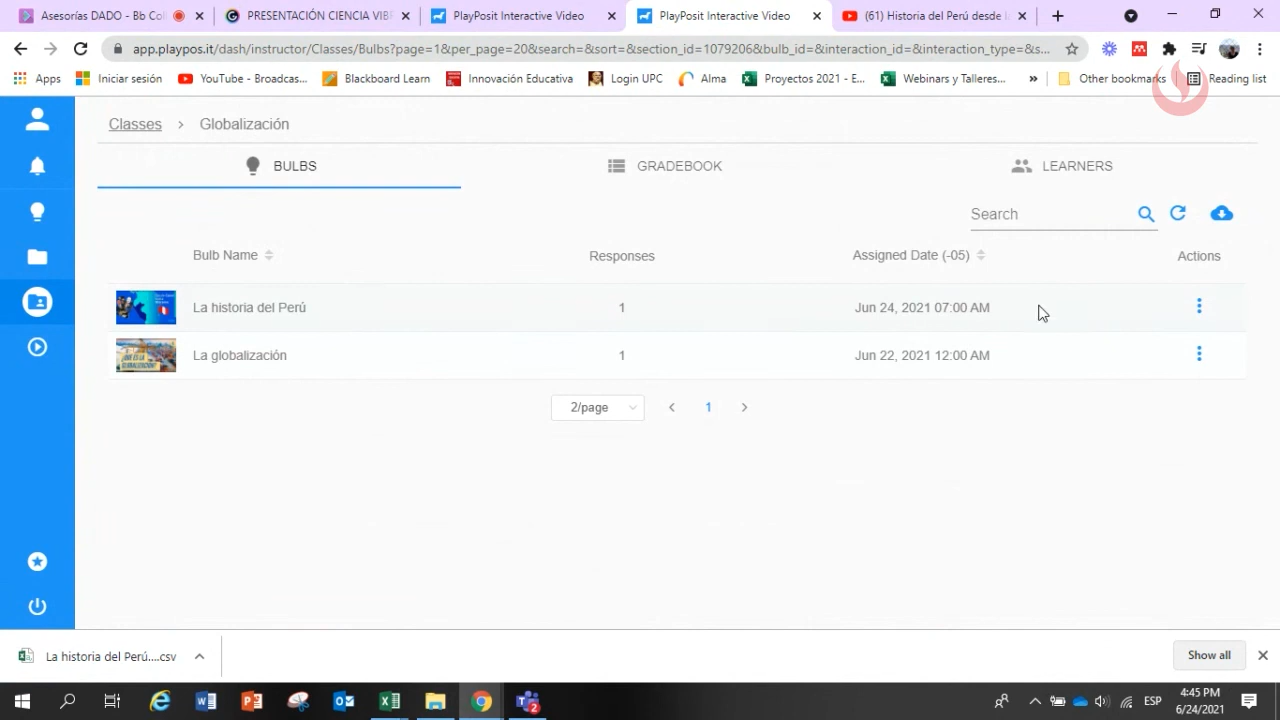 Asesorías DADO - Bb Col
PRESENTACIÓN CIENCIA VIBR
PlayPosit Interactive Video
PlayPosit Interactive Video
(61) Historia del Perú desde l
app.playpos.it/dash/instructor/Classes/Bulbs?page=1&per_page=20&search=&sort=&section_id=1079206&bulb_id=&interaction_id=&interaction_type=&s...
Apps
Iniciar sesión
YouTube - Broadcas...
Blackboard Learn
Innovación Educativa
Login UPC
Alma
Proyectos 2021 - E...
Webinars y Talleres...
»
Other bookmarks
Reading list
Classes > Globalización
BULBS
GRADEBOOK
LEARNERS
Search
Bulb Name
Responses
Assigned Date (-05)
Actions
La historia del Perú
1
Jun 24, 2021 07:00 AM
La globalización
1
Jun 22, 2021 12:00 AM
2/page
1
La historia del Perú....csv
Show all
ESP
4:45 PM
6/24/2021